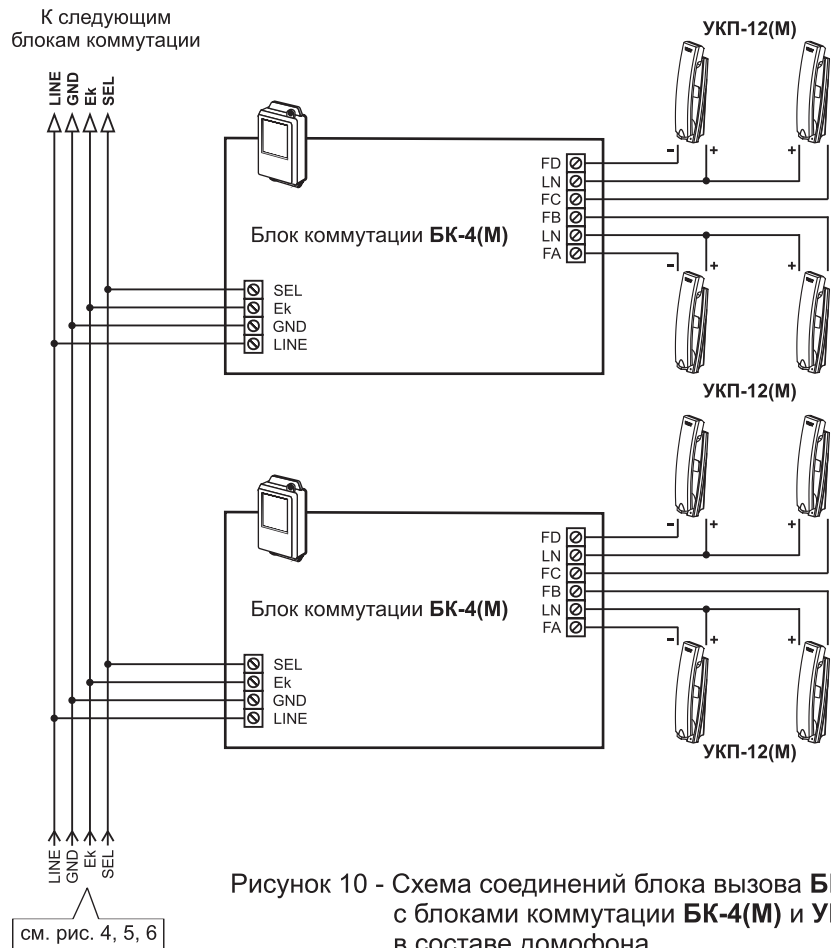 К следующим
блокам коммутации
LINE
GND
Ek
SEL
УКП-12(М)
- +
+
FD
LN
FC
FB
LN
FA
Блок коммутации БК-4(М)
- +
+
SEL
Ek
GND
LINE
УКП-12(М)
- +
+
FD
LN
FC
FB
LN
FA
Блок коммутации БК-4(М)
- +
+
SEL
Ek
GND
LINE
УКП-12(М)
LINE
GND
Ek
SEL
см. рис. 4, 5, 6
Рисунок 10 - Схема соединений блока вызова
с блоками коммутации БК-4(М) и
в составе домофона